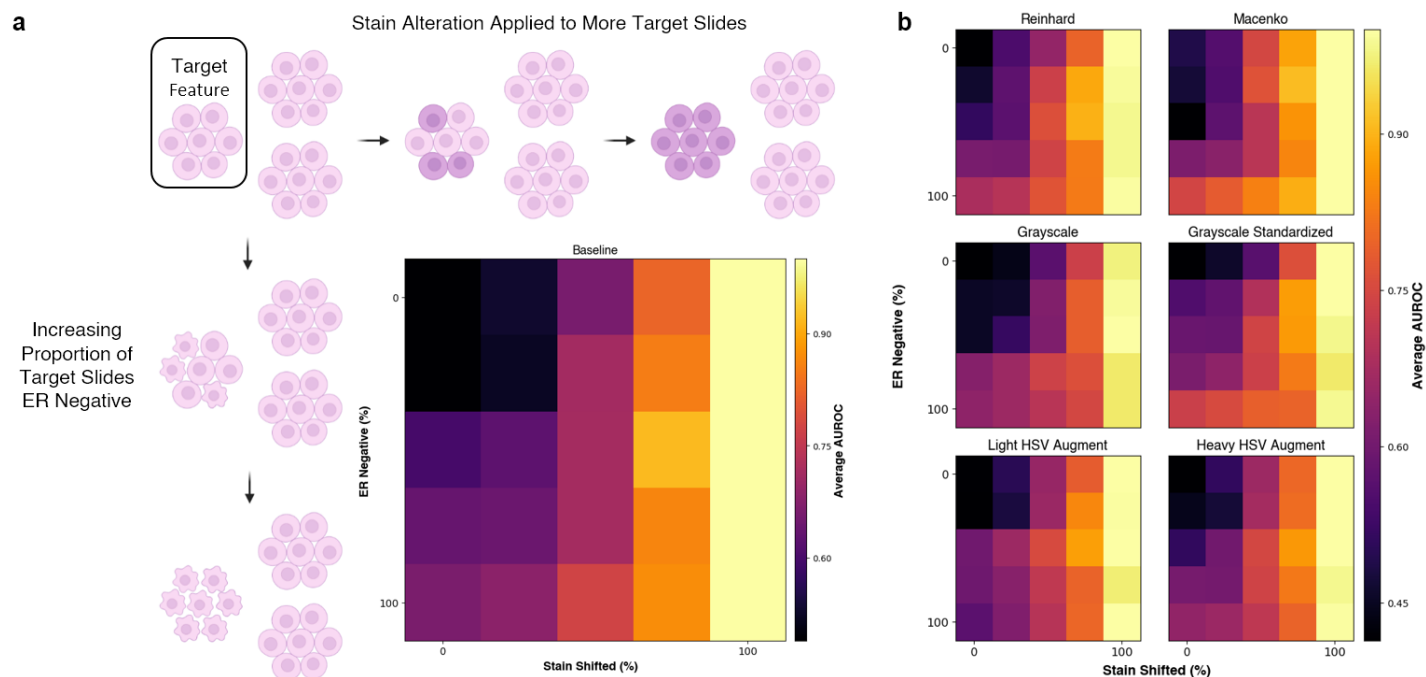 a
Stain Alteration Applied to More Target Slides
Target
Feature
Increasing
Proportion of
Target Slides
ER Negative
Baseline
0
100
ER Negative (%)
0
100
Stain Shifted (%)
0.90
0.75
0.60
Average AUROC
b
Reinhard
Macenko
0
100
Grayscale
Grayscale Standardized
0
100
Light HSV Augment
Heavy HSV Augment
0
100
ER Negative (%)
0
100
0
100
Stain Shifted (%)
0.90
0.75
0.60
0.45
Average AUROC